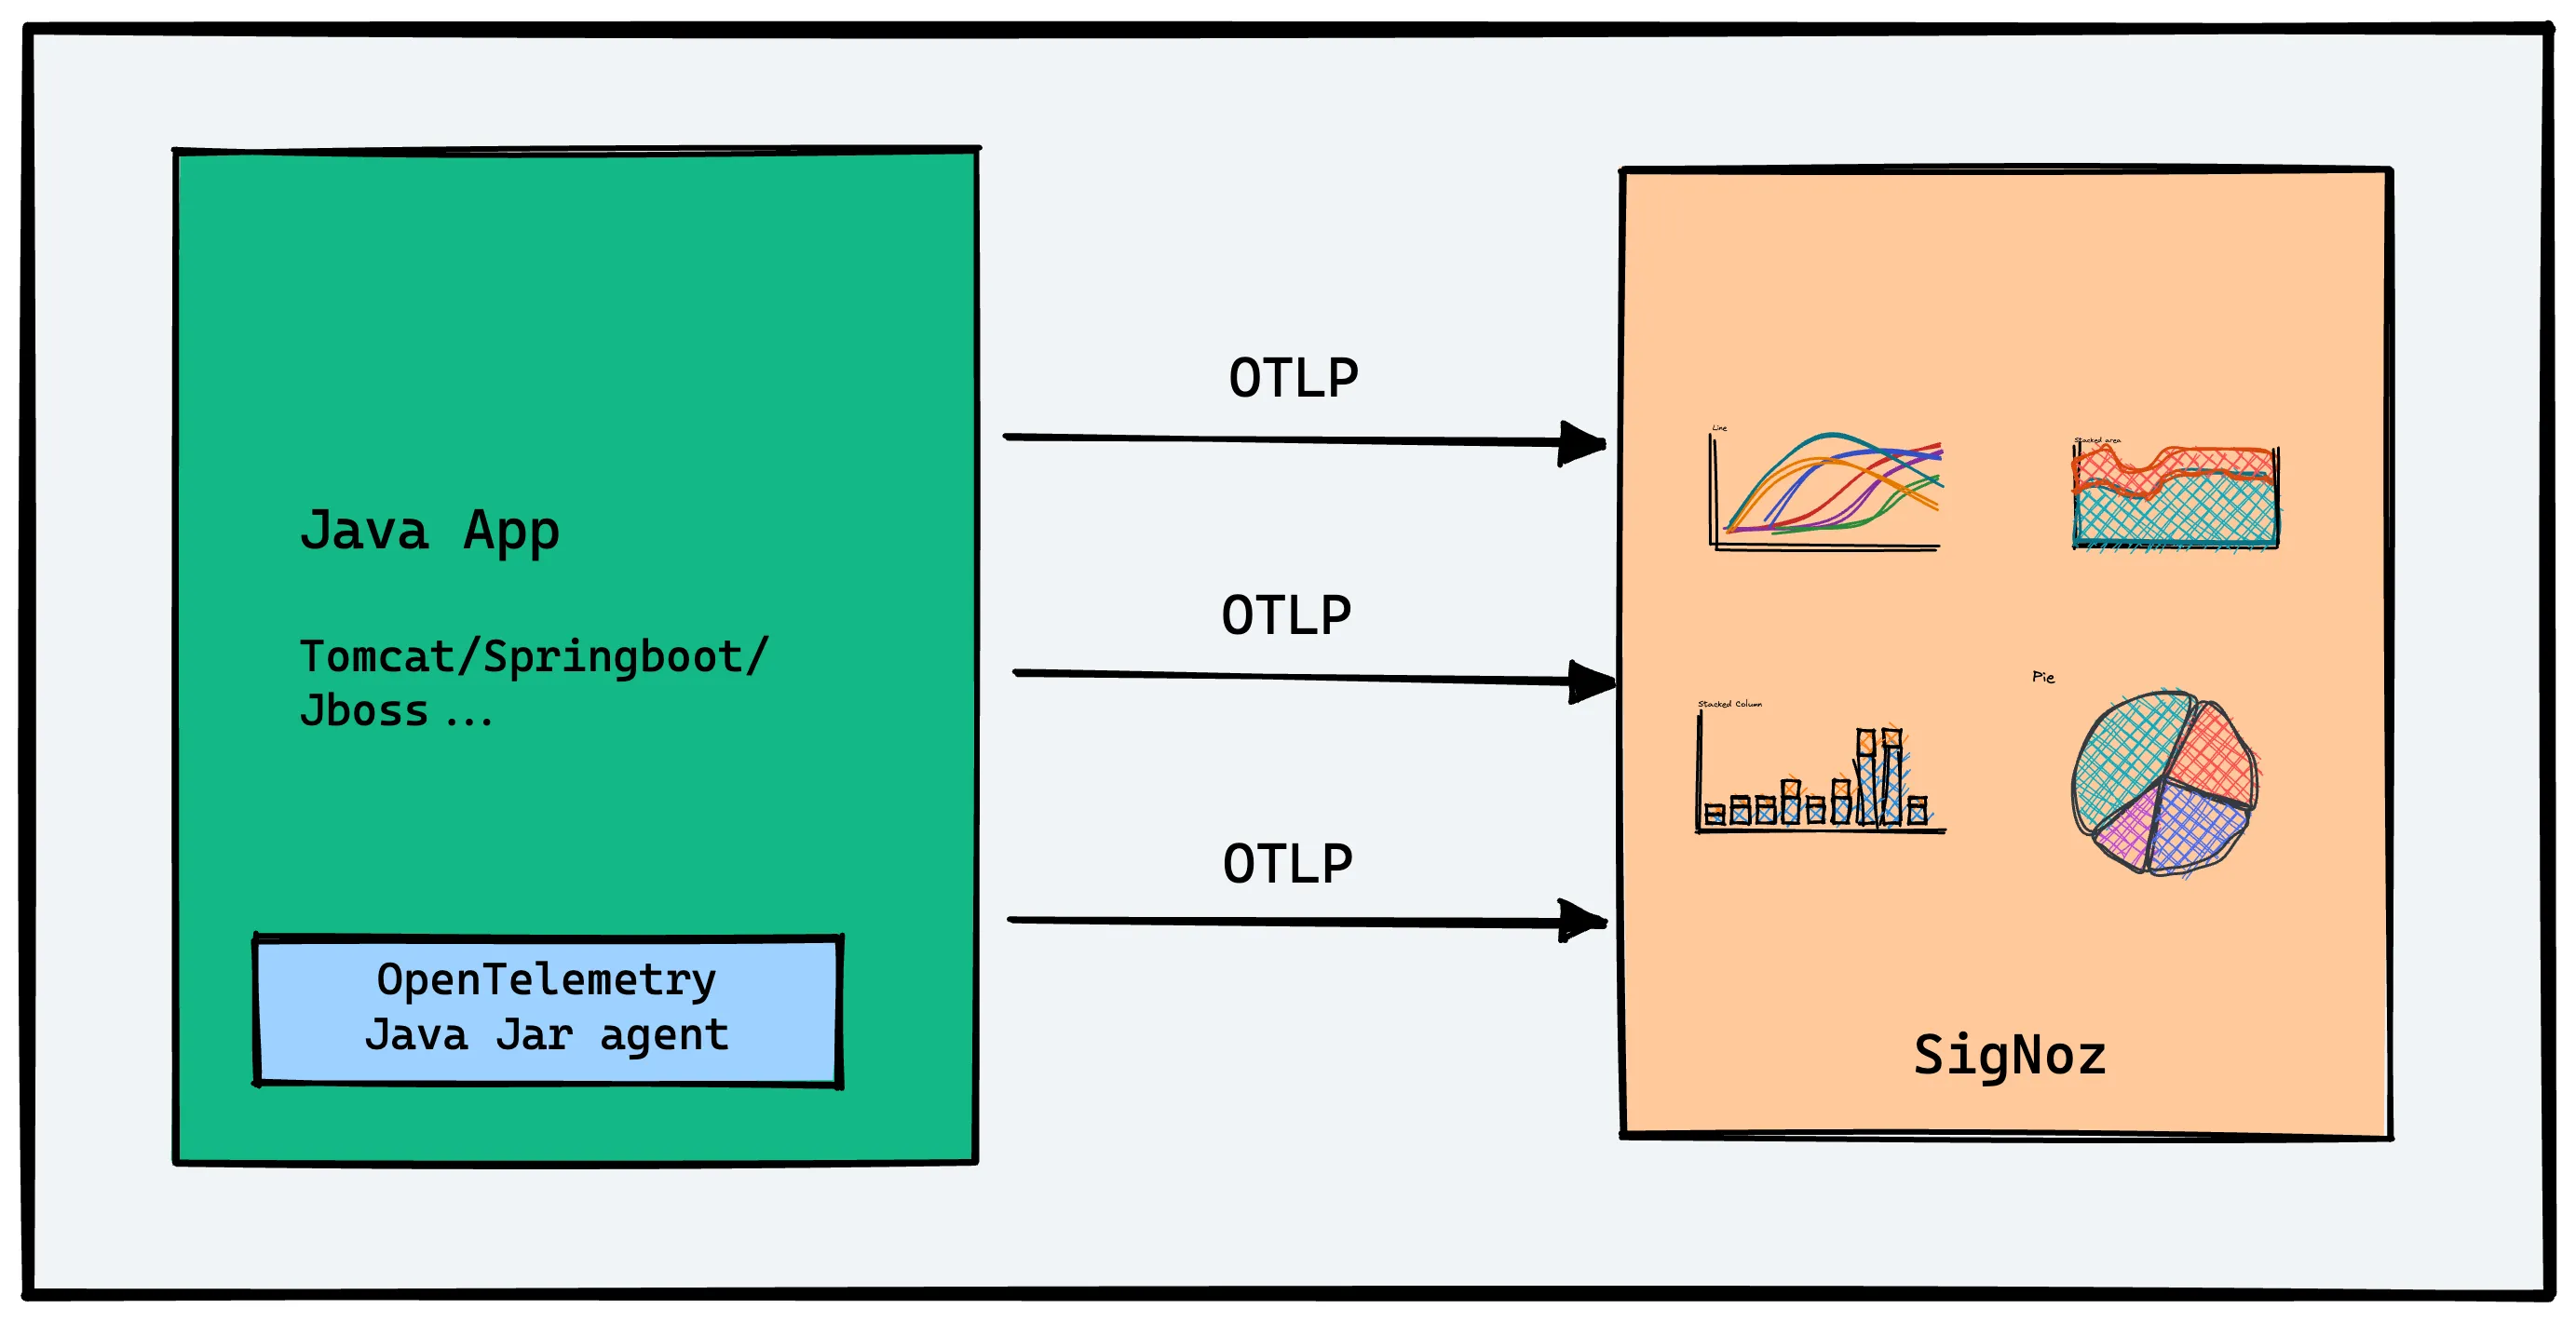 Java App
Tomcat/Springboot/
Jboss ...
OpenTelemetry
Java Jar agent
OTLP
OTLP
OTLP
Line
Stacked area
Stacked Column
Pie
SigNoz